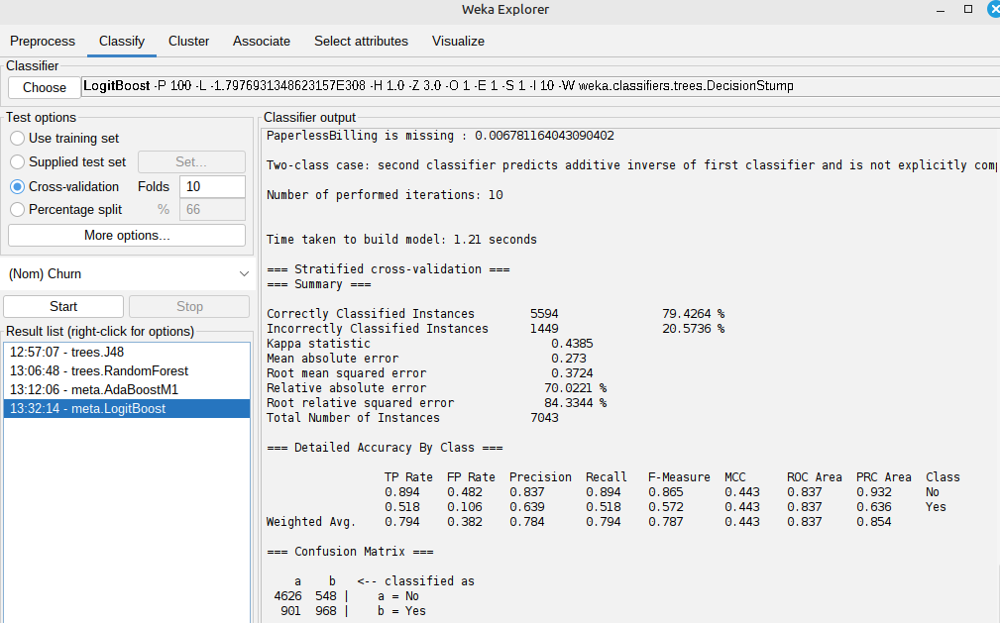 Weka Explorer
Preprocess Classify Cluster Associate Select attributes Visualize
Classifier
Choose LogitBoost -P 100 -L -1.7976931348623157E308 -H 1.0 -Z 3.0 -O 1 -E 1 -S 1 -I 10 -W weka.classifiers.trees.DecisionStump
Test options
Use training set
Supplied test set Set...
Cross-validation Folds 10
Percentage split % 66
More options...
(Nom) Churn
Start Stop
Result list (right-click for options)
12:57:07 - trees.J48
13:06:48 - trees.RandomForest
13:12:06 - meta.AdaBoostM1
13:32:14 - meta.LogitBoost
Classifier output
PaperlessBilling is missing : 0.006781164043090402
Two-class case: second classifier predicts additive inverse of first classifier and is not explicitly comp
Number of performed iterations: 10
Time taken to build model: 1.21 seconds
=== Stratified cross-validation ===
=== Summary ===
Correctly Classified Instances 5594 79.4264 %
Incorrectly Classified Instances 1449 20.5736 %
Kappa statistic 0.4385
Mean absolute error 0.273
Root mean squared error 0.3724
Relative absolute error 70.0221 %
Root relative squared error 84.3344 %
Total Number of Instances 7043
=== Detailed Accuracy By Class ===
TP Rate FP Rate Precision Recall F-Measure MCC ROC Area PRC Area Class
0.894 0.482 0.837 0.894 0.865 0.443 0.837 0.932 No
0.518 0.106 0.639 0.518 0.572 0.443 0.837 0.636 Yes
Weighted Avg. 0.794 0.382 0.784 0.794 0.787 0.443 0.837 0.854
=== Confusion Matrix ===
a b <-- classified as
4626 548 | a = No
901 968 | b = Yes